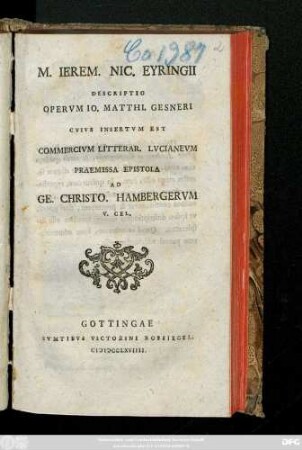 Co 1987
2
M. IEREM. NIC. EYRINGII
DESCRIPTIO
OPERVM IO. MATTHI. GESNERI
CVIVS INSERTVM EST
COMMERCIVM LITTERAR. LVCIANEVM
PRAEMISSA EPISTOLA
AD
GE. CHRISTO. HAMBERGERVM
V. CEL.
GOTTINGAE
SVMTIBVS VICTORINI BOSSIEGEL